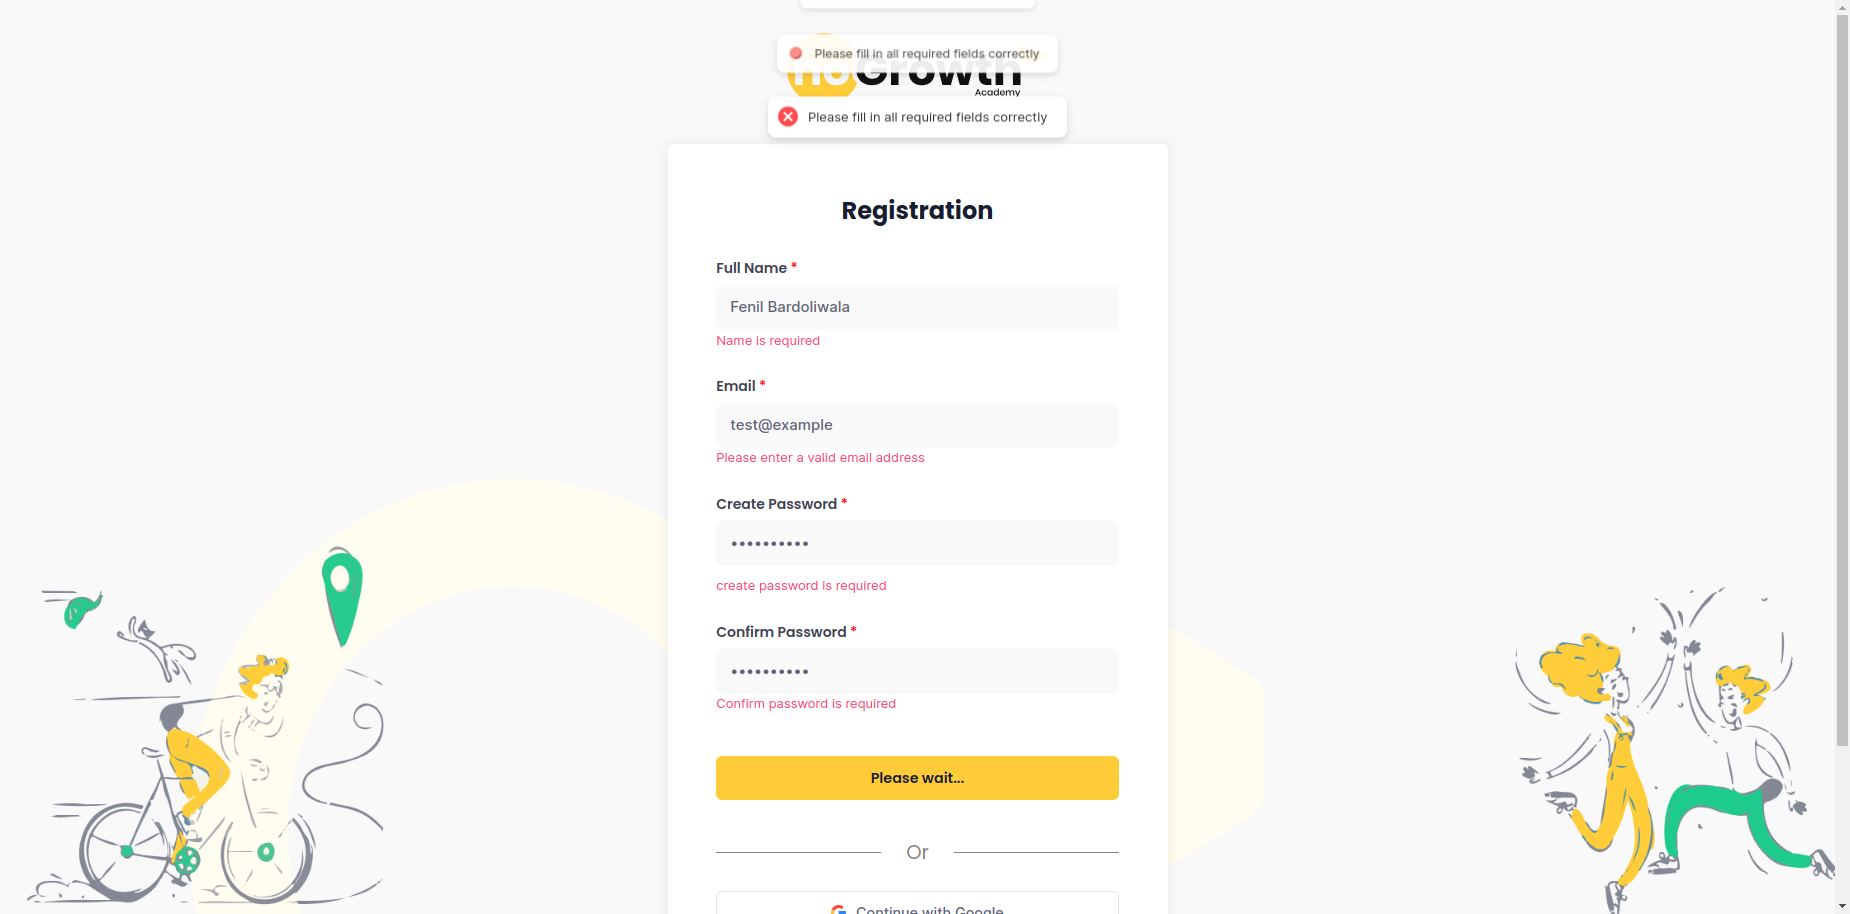 Please fill in all required fields correctly
Growth
Academy
Please fill in all required fields correctly
Registration
Full Name *
Fenil Bardoliwala
Name is required
Email *
test@example
Please enter a valid email address
Create Password *
••••••••••
create password is required
Confirm Password *
••••••••••
Confirm password is required
Please wait...
Or
Continue with Google